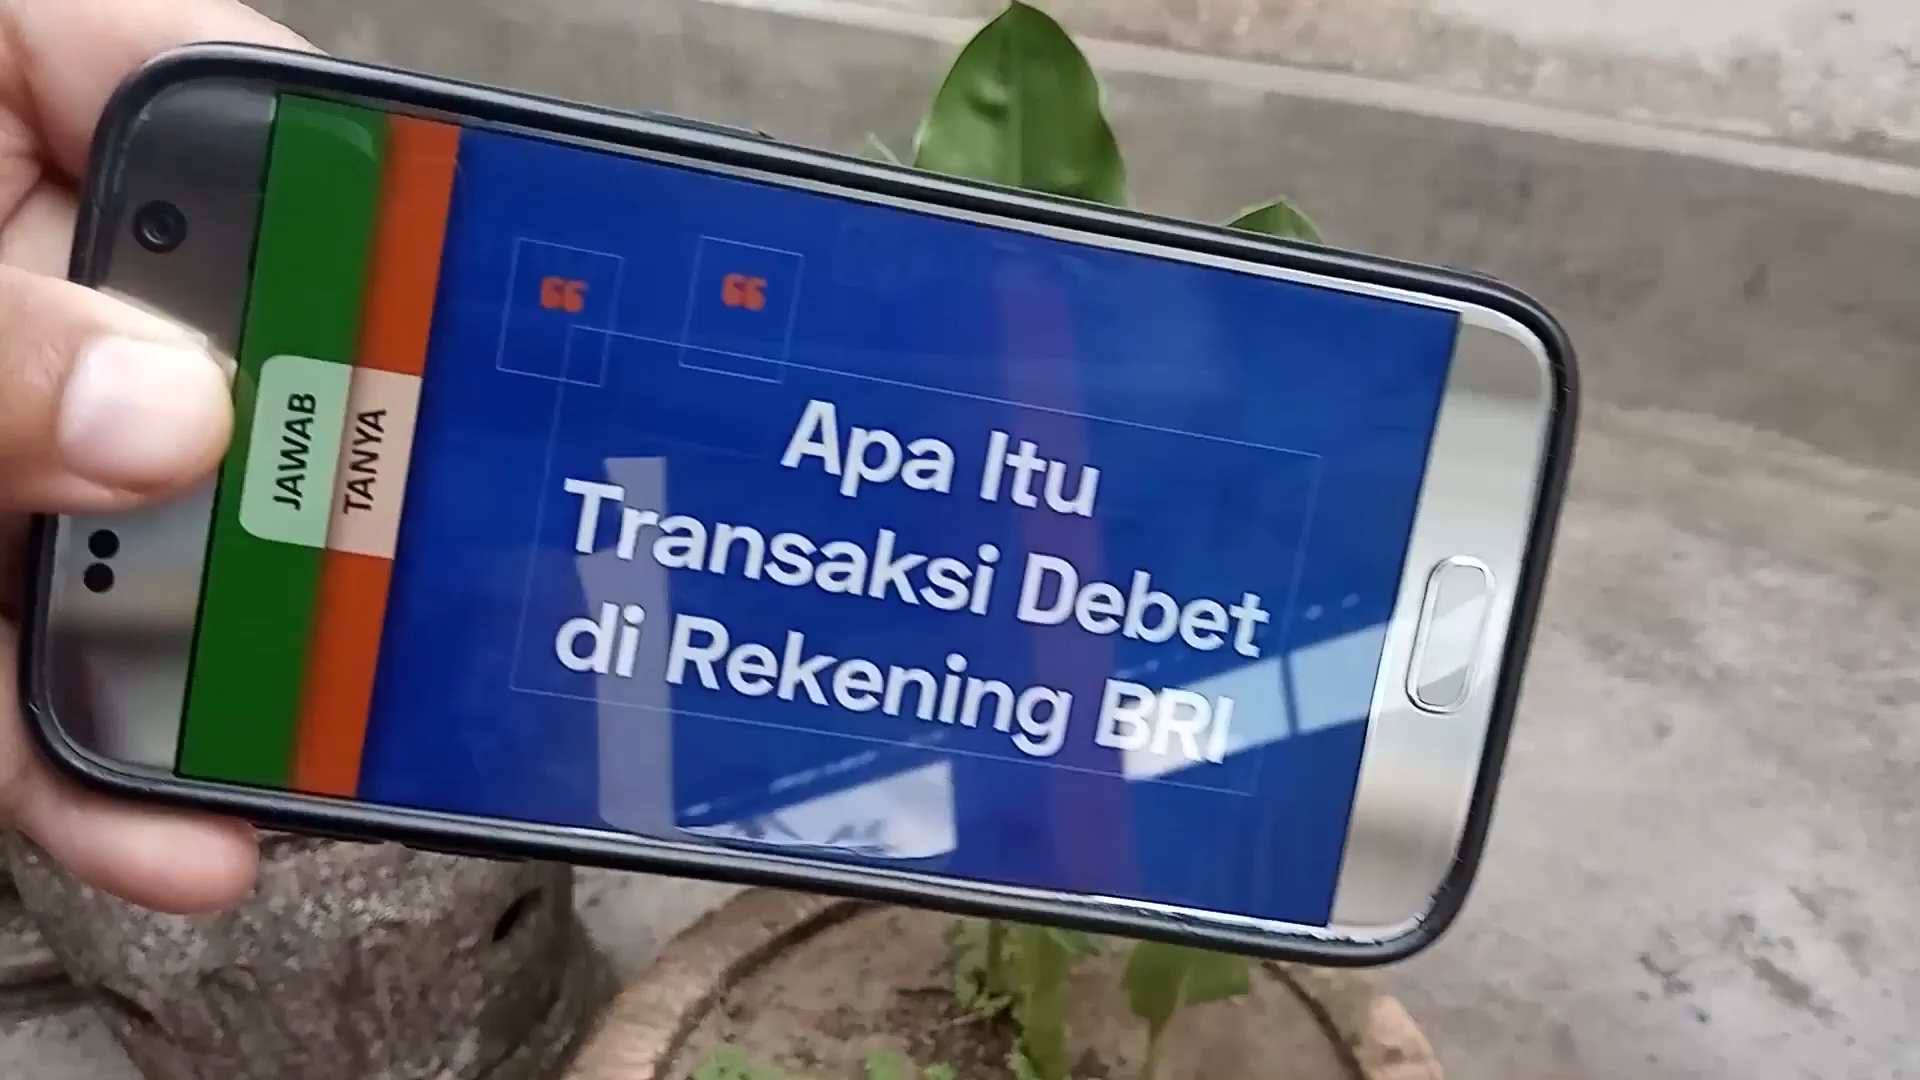 JAWAB
TANYA
“ “
Apa Itu
Transaksi Debet
di Rekening BRI